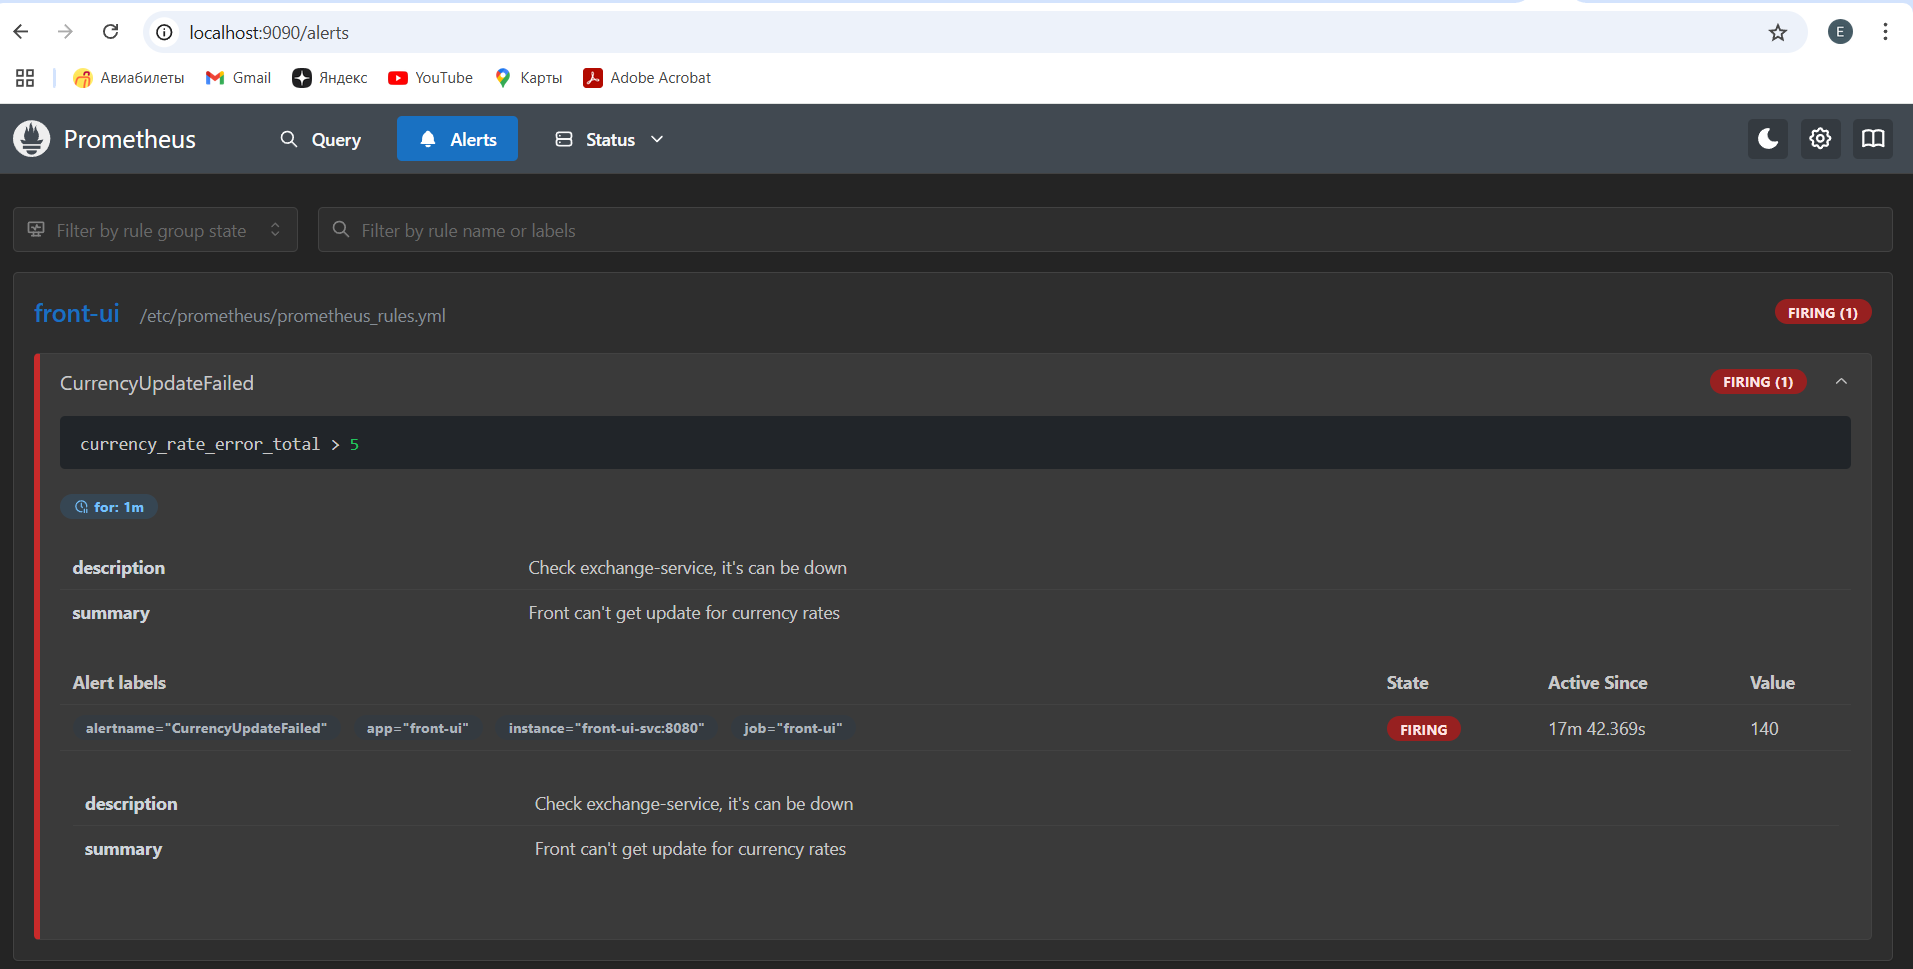 localhost:9090/alerts
E
Авиабилеты Gmail Яндекс YouTube Карты Adobe Acrobat
Prometheus Query Alerts Status
Filter by rule group state Filter by rule name or labels
front-ui /etc/prometheus/prometheus_rules.yml FIRING (1)
CurrencyUpdateFailed FIRING (1)
currency_rate_error_total > 5
for: 1m
description Check exchange-service, it's can be down
summary Front can't get update for currency rates
Alert labels State Active Since Value
alertname="CurrencyUpdateFailed" app="front-ui" instance="front-ui-svc:8080" job="front-ui" FIRING 17m 42.369s 140
description Check exchange-service, it's can be down
summary Front can't get update for currency rates